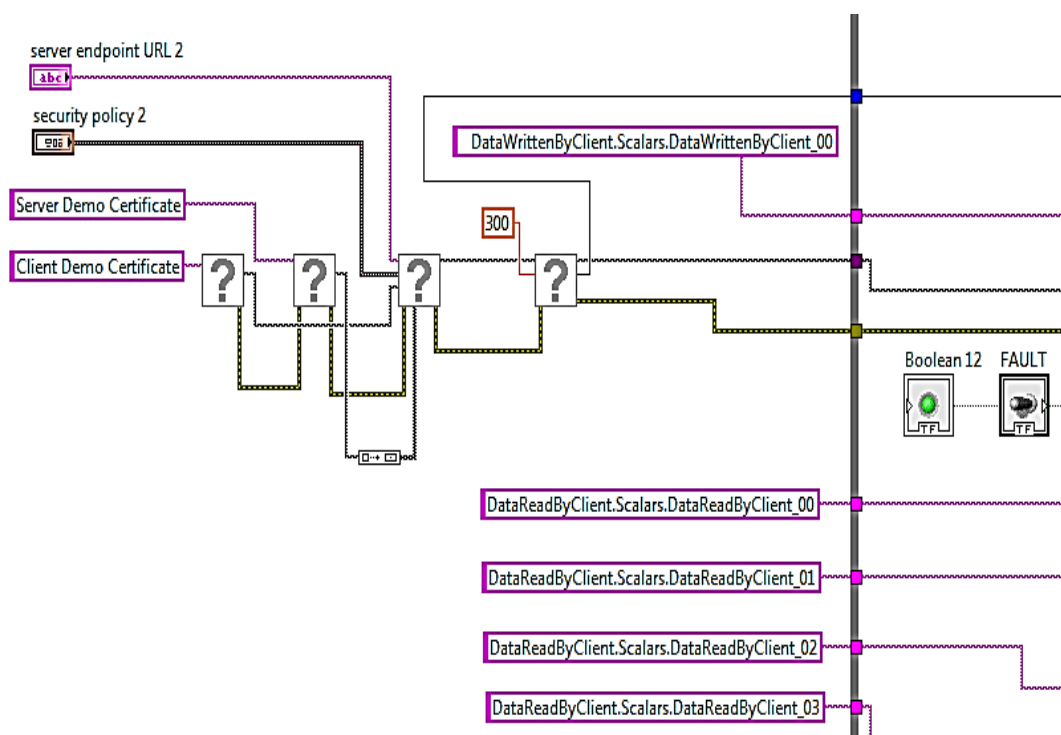 server endpoint URL 2
abc
security policy 2
DataWrittenByClient.Scalars.DataWrittenByClient_00
Server Demo Certificate
300
Client Demo Certificate
? ? ? ?
Boolean 12 FAULT
TF TF
DataReadByClient.Scalars.DataReadByClient_00
DataReadByClient.Scalars.DataReadByClient_01
DataReadByClient.Scalars.DataReadByClient_02
DataReadByClient.Scalars.DataReadByClient_03